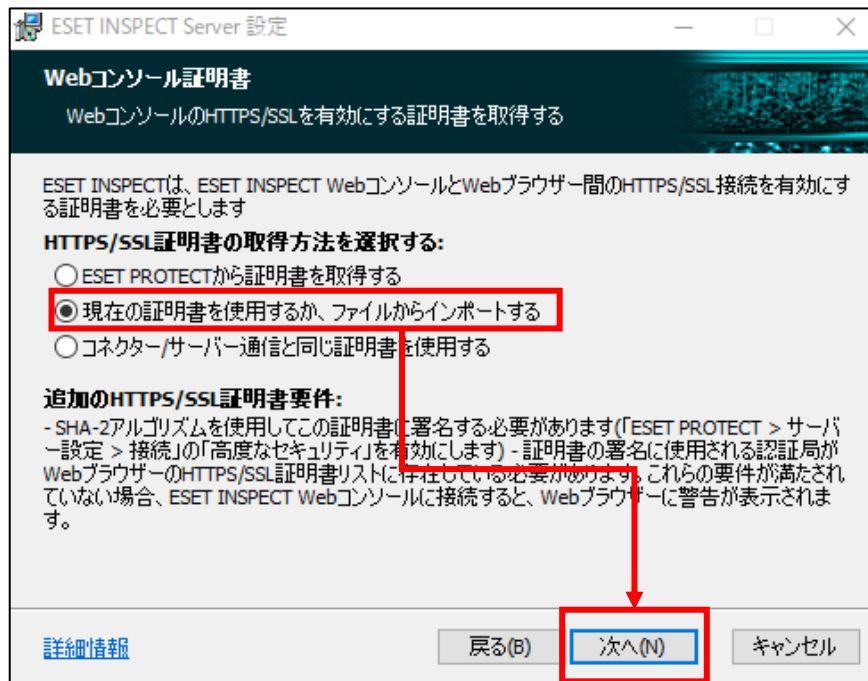 ESET INSPECT Server 設定
Webコンソール証明書
WebコンソールのHTTPS/SSLを有効にする証明書を取得する
ESET INSPECTは、ESET INSPECT WebコンソールとWebブラウザー間のHTTPS/SSL接続を有効にす
る証明書を必要とします
HTTPS/SSL証明書の取得方法を選択する:
ESET PROTECTから証明書を取得する
現在の証明書を使用するか、ファイルからインポートする
コネクター/サーバー通信と同じ証明書を使用する
追加のHTTPS/SSL証明書要件:
- SHA-2アルゴリズムを使用してこの証明書に署名する必要があります(「ESET PROTECT > サーバ
ー設定 > 接続」の「高度なセキュリティ」を有効にします) - 証明書の署名に使用される認証局が
WebブラウザーのHTTPS/SSL証明書リストに存在している必要があります。これらの要件が満たされ
ていない場合、ESET INSPECT Webコンソールに接続すると、Webブラウザーに警告が表示されま
す。
詳細情報
戻る(B)
次へ(N)
キャンセル